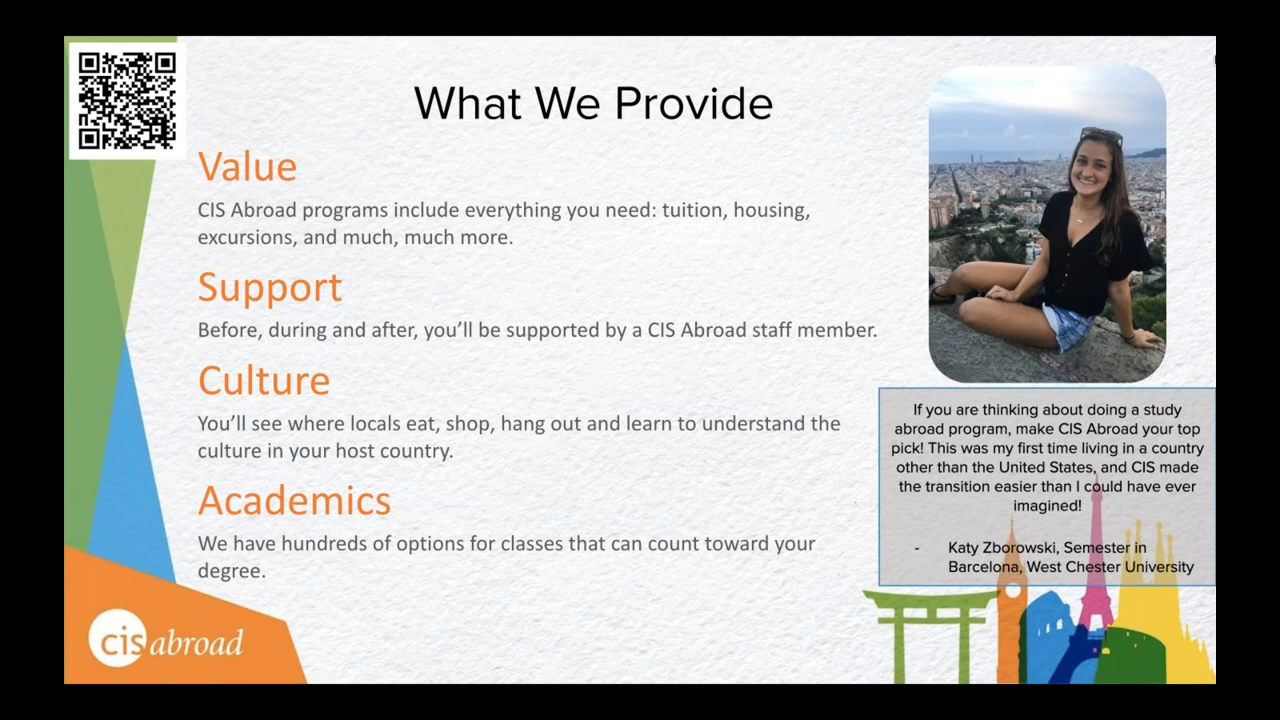 What We Provide
Value
CIS Abroad programs include everything you need: tuition, housing,
excursions, and much, much more.
Support
Before, during and after, you’ll be supported by a CIS Abroad staff member.
Culture
You’ll see where locals eat, shop, hang out and learn to understand the
culture in your host country.
Academics
We have hundreds of options for classes that can count toward your
degree.
If you are thinking about doing a study
abroad program, make CIS Abroad your top
pick! This was my first time living in a country
other than the United States, and CIS made
the transition easier than I could have ever
imagined!
- Katy Zborowski, Semester in
Barcelona, West Chester University
cis abroad